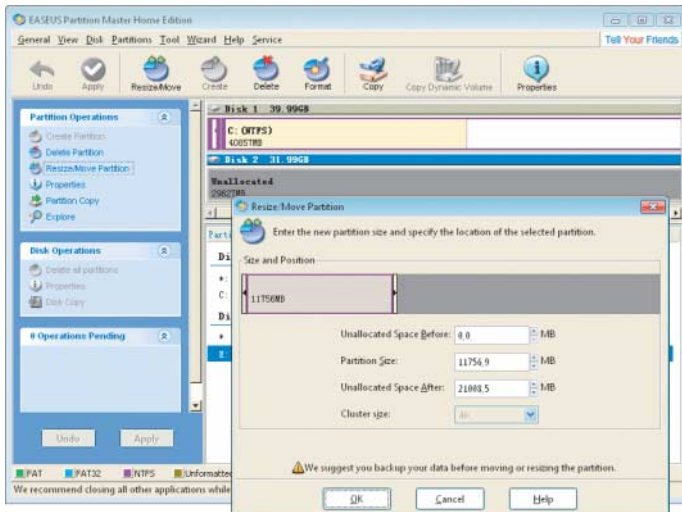 EASEUS Partition Master Home Edition
General View Disk Partitions Tool Wizard Help Service
Tell Your Friends
Undo Apply Resize/Move Create Delete Format Copy Copy Dynamic Volume Properties
Partition Operations
Create Partition
Delete Partition
Resize/Move Partition
Properties
Partition Copy
Explore
Disk Operations
Delete all partitions
Properties
Disk Copy
0 Operations Pending
Undo Apply
Disk 1 39.99GB
C: (NTFS)
Disk 2 31.99GB
Unallocated
Resize/Move Partition
Enter the new partition size and specify the location of the selected partition.
Size and Position
11756MB
Unallocated Space Before: 0,0 MB
Partition Size: 11756,9 MB
Unallocated Space After: 21008,5 MB
Cluster size:
We suggest you backup your data before moving or resizing the partition.
OK Cancel Help
FAT FAT32 NTFS Unformatte
We recommend closing all other applications while